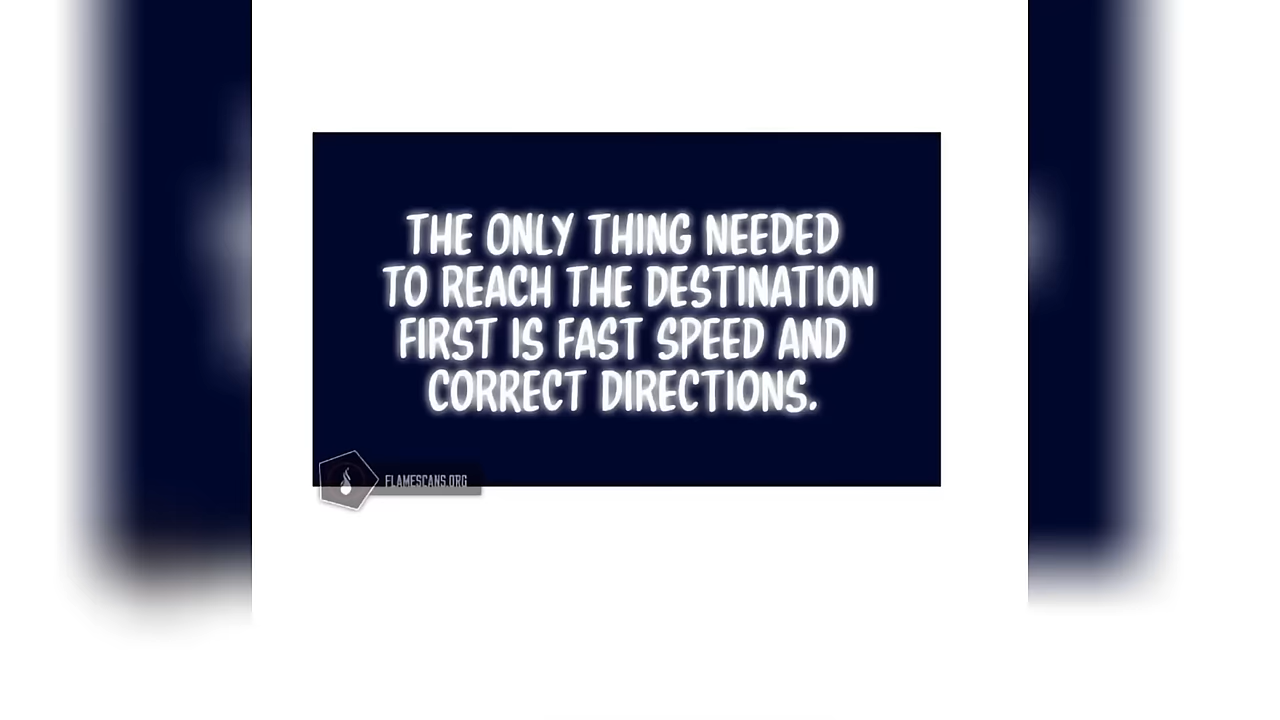 THE ONLY THING NEEDED
TO REACH THE DESTINATION
FIRST IS FAST SPEED AND
CORRECT DIRECTIONS.
FLAMESCANS.ORG